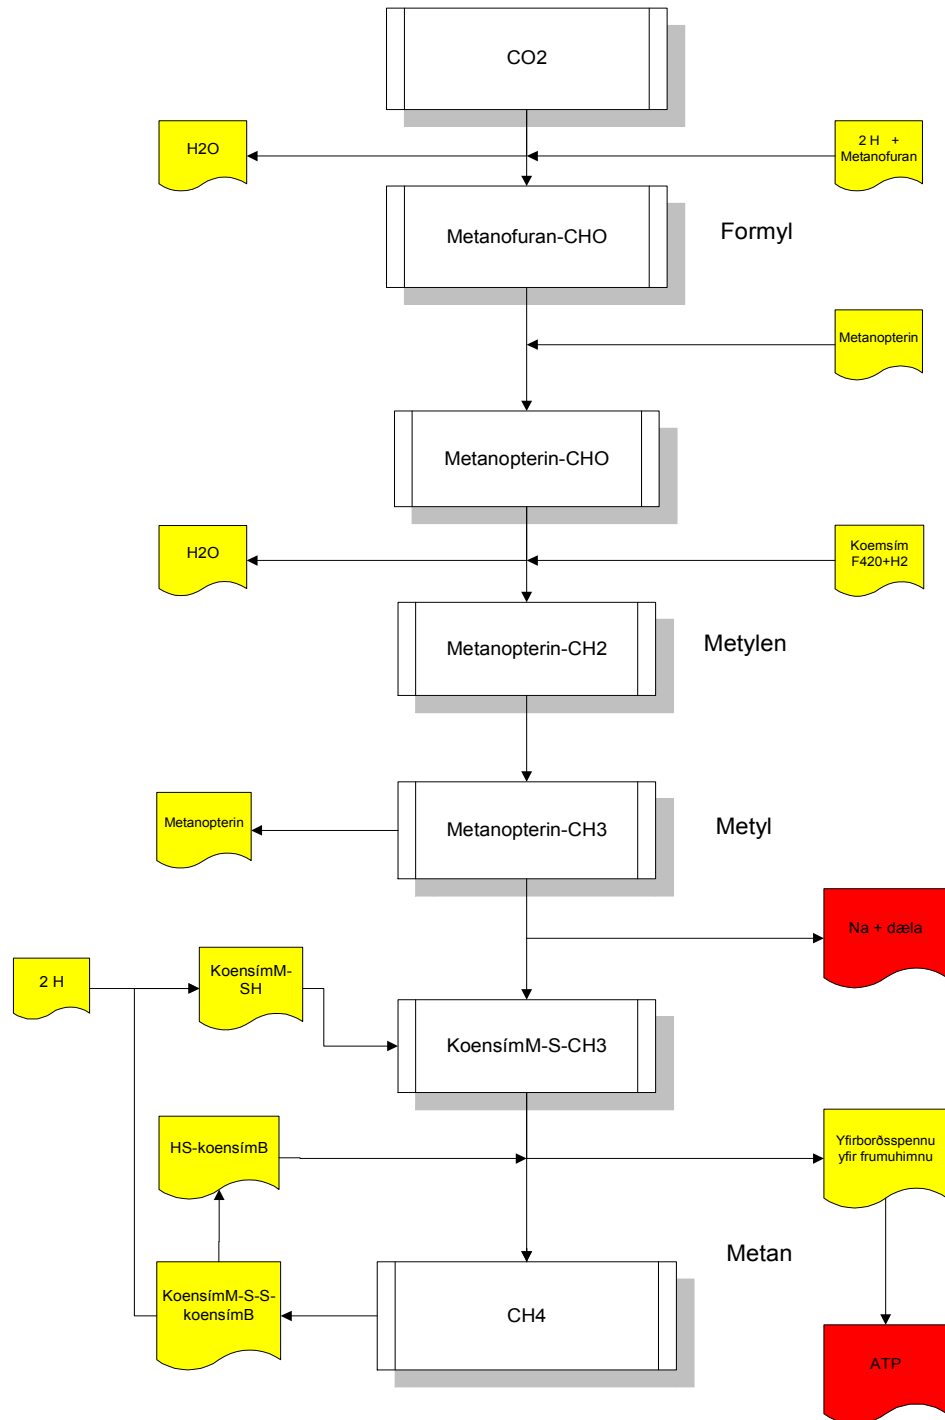 CO2
H2O
2 H +
Metanofuran
Metanofuran-CHO
Formyl
Metanopterin
Metanopterin-CHO
H2O
Koemsím
F420+H2
Metanopterin-CH2
Metylen
Metanopterin
Metanopterin-CH3
Metyl
Na + dæla
2 H
KoensímM-
SH
KoensímM-S-CH3
HS-koensímB
Yfirborðsspennu
yfir frumuhimnu
Metan
KoensímM-S-S-
koensímB
CH4
ATP